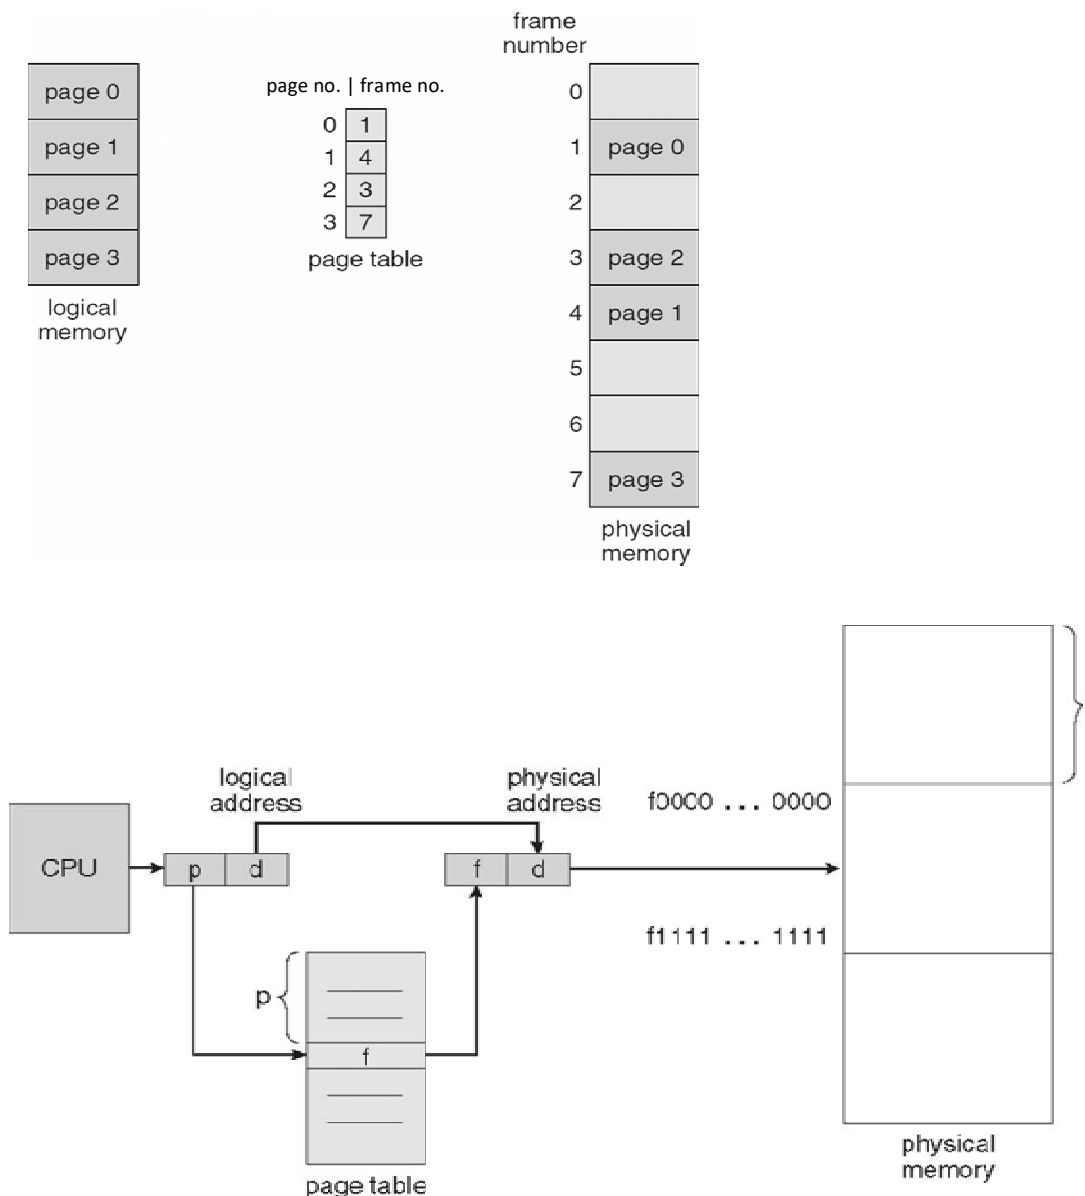 frame
number
page no. | frame no.
page 0
page 1
page 2
page 3
logical
memory
0 1
1 4
2 3
3 7
page table
0
1 page 0
2
3 page 2
4 page 1
5
6
7 page 3
physical
memory
logical
address
physical
address
f0000 ... 0000
CPU
p d
f d
f1111 ... 1111
p
f
page table
physical
memory